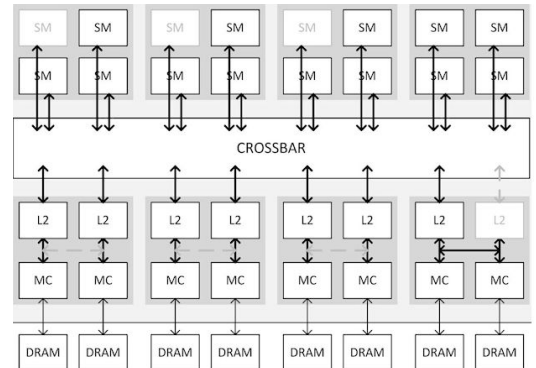 SM SM SM SM SM SM SM SM
SM SM SM SM SM SM SM SM
CROSSBAR
L2 L2 L2 L2 L2 L2 L2 L2
MC MC MC MC MC MC MC MC
DRAM DRAM DRAM DRAM DRAM DRAM DRAM DRAM